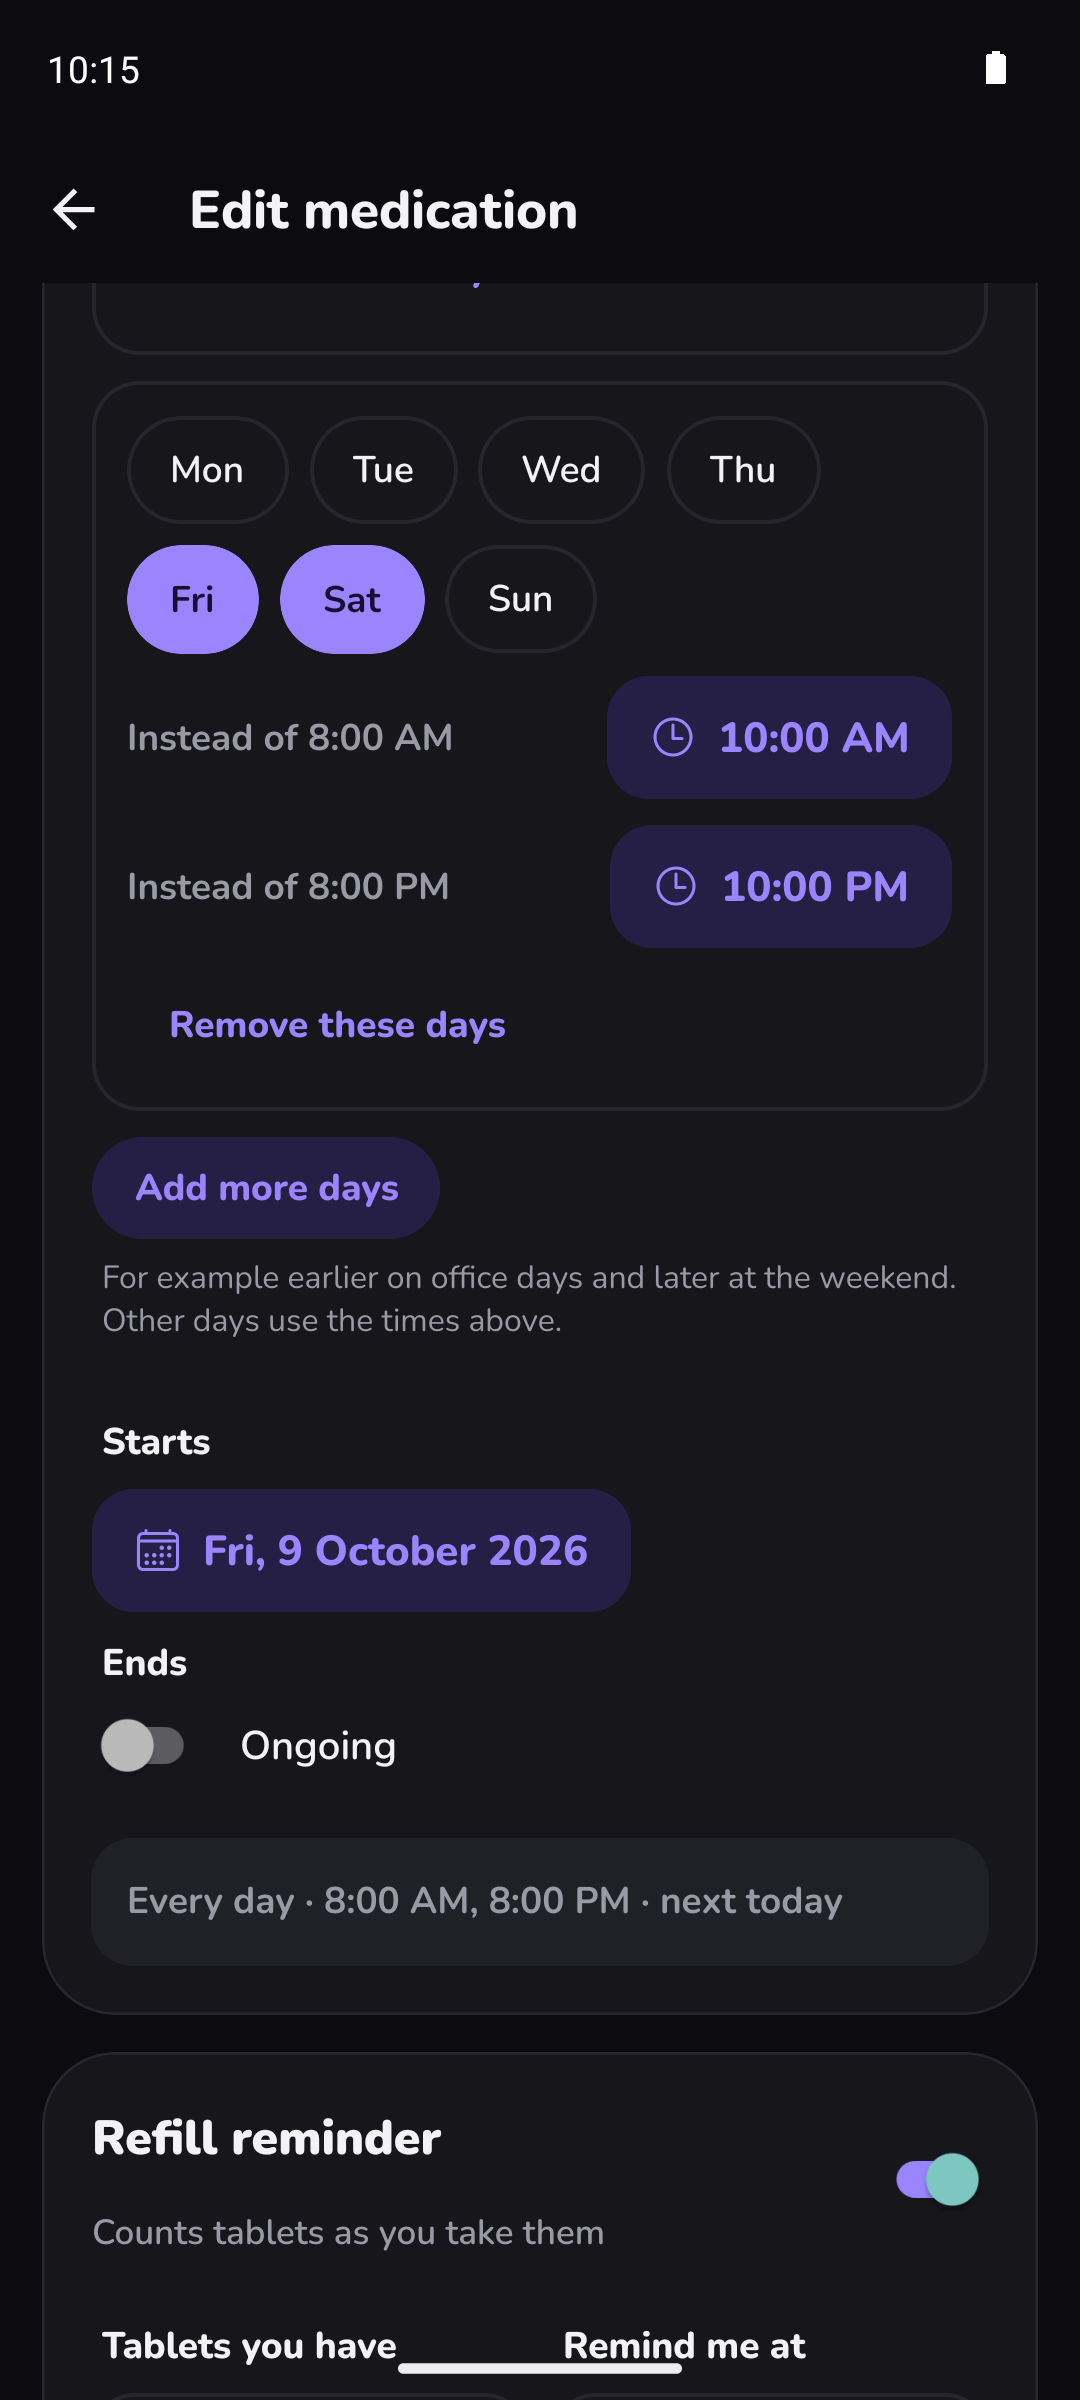 10:15
Edit medication
Mon
Tue
Wed
Thu
Fri
Sat
Sun
Instead of 8:00 AM
10:00 AM
Instead of 8:00 PM
10:00 PM
Remove these days
Add more days
For example earlier on office days and later at the weekend.
Other days use the times above.
Starts
Fri, 9 October 2026
Ends
Ongoing
Every day · 8:00 AM, 8:00 PM · next today
Refill reminder
Counts tablets as you take them
Tablets you have
Remind me at